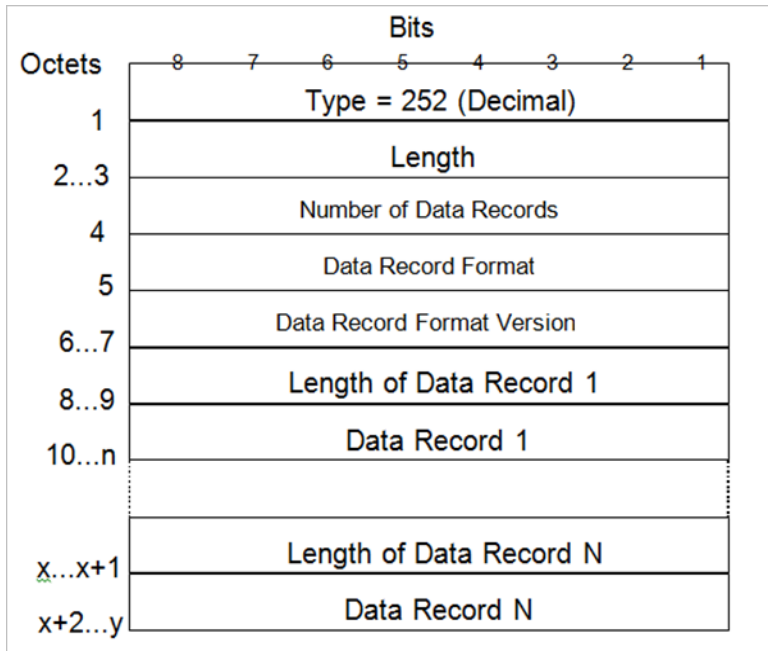 Bits
Octets 8 7 6 5 4 3 2 1
Type = 252 (Decimal)
1
Length
2...3
Number of Data Records
4
Data Record Format
5
Data Record Format Version
6...7
Length of Data Record 1
8...9
Data Record 1
10...n
Length of Data Record N
x...x+1
Data Record N
x+2...y